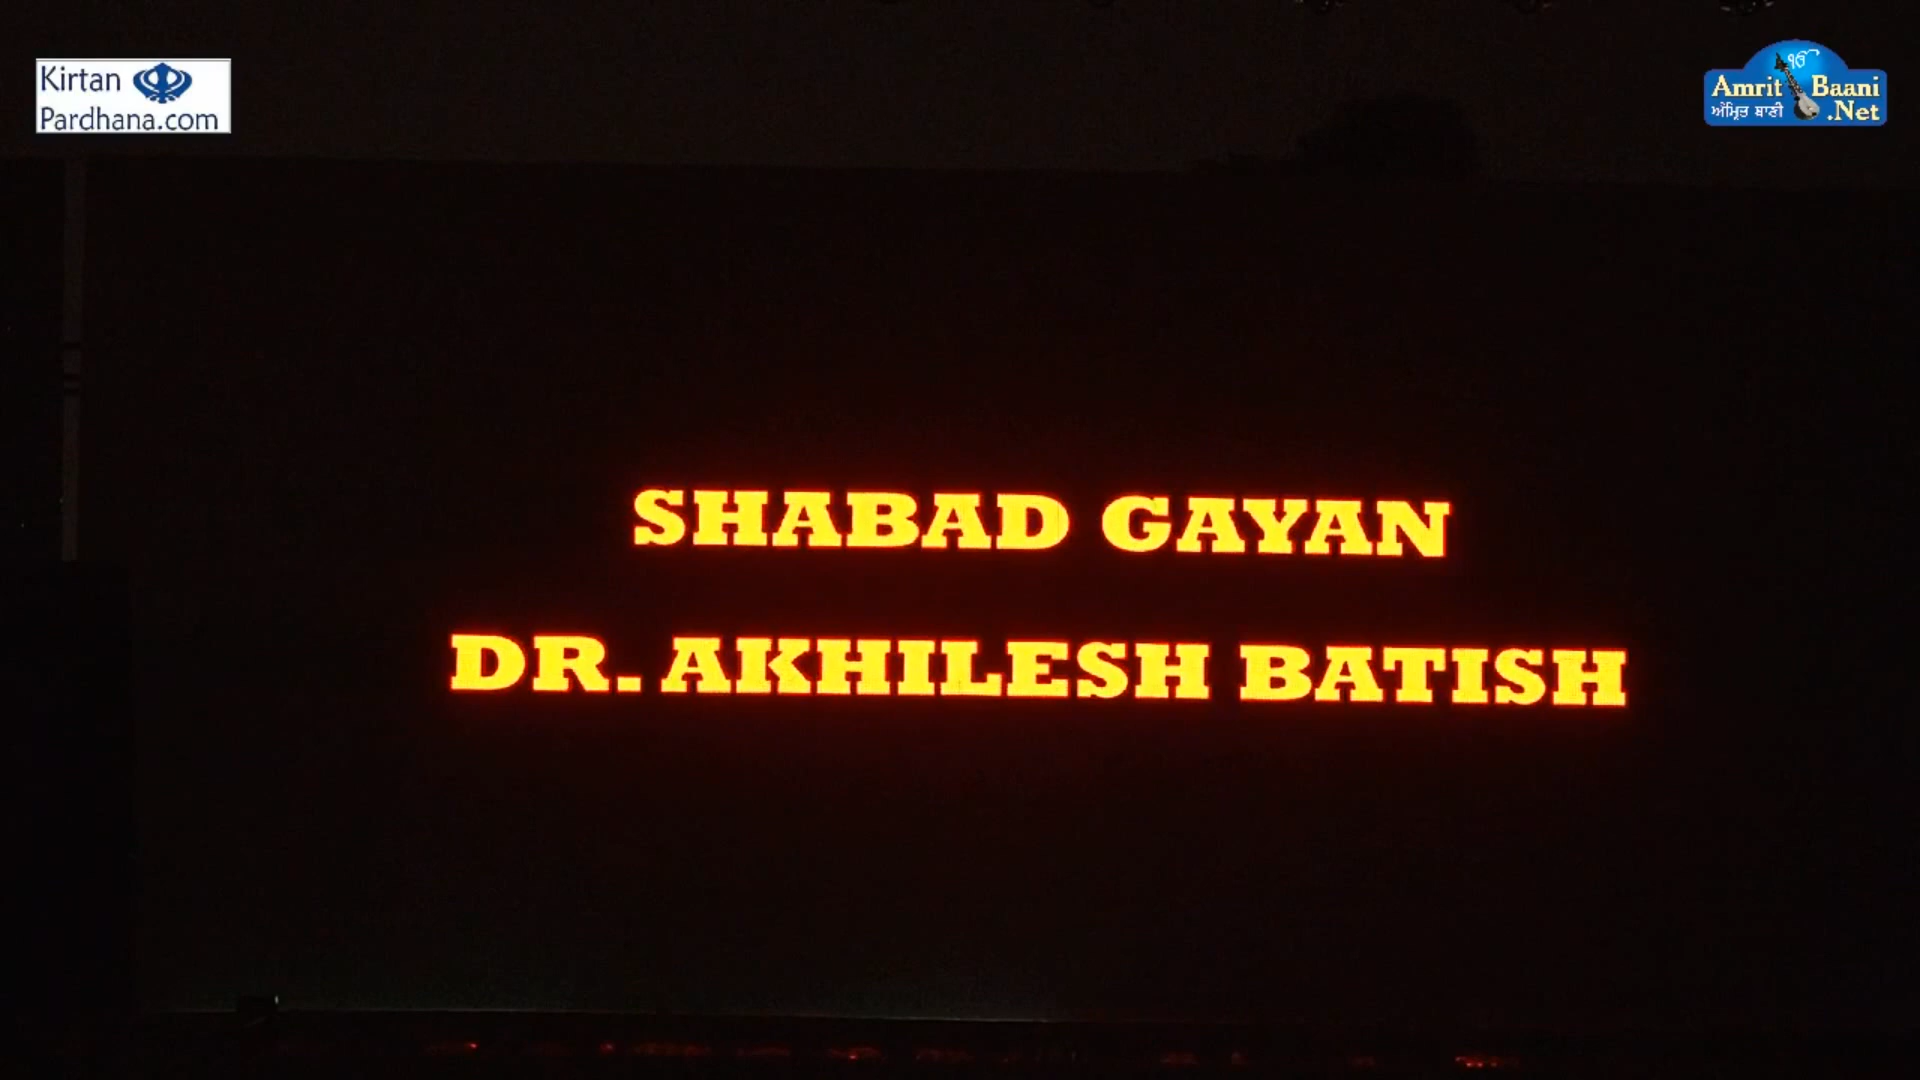 Kirtan
Pardhana.com
Amrit Baani
ਅੰਮ੍ਰਿਤ ਬਾਣੀ .Net
ੴ
SHABAD GAYAN
DR. AKHILESH BATISH